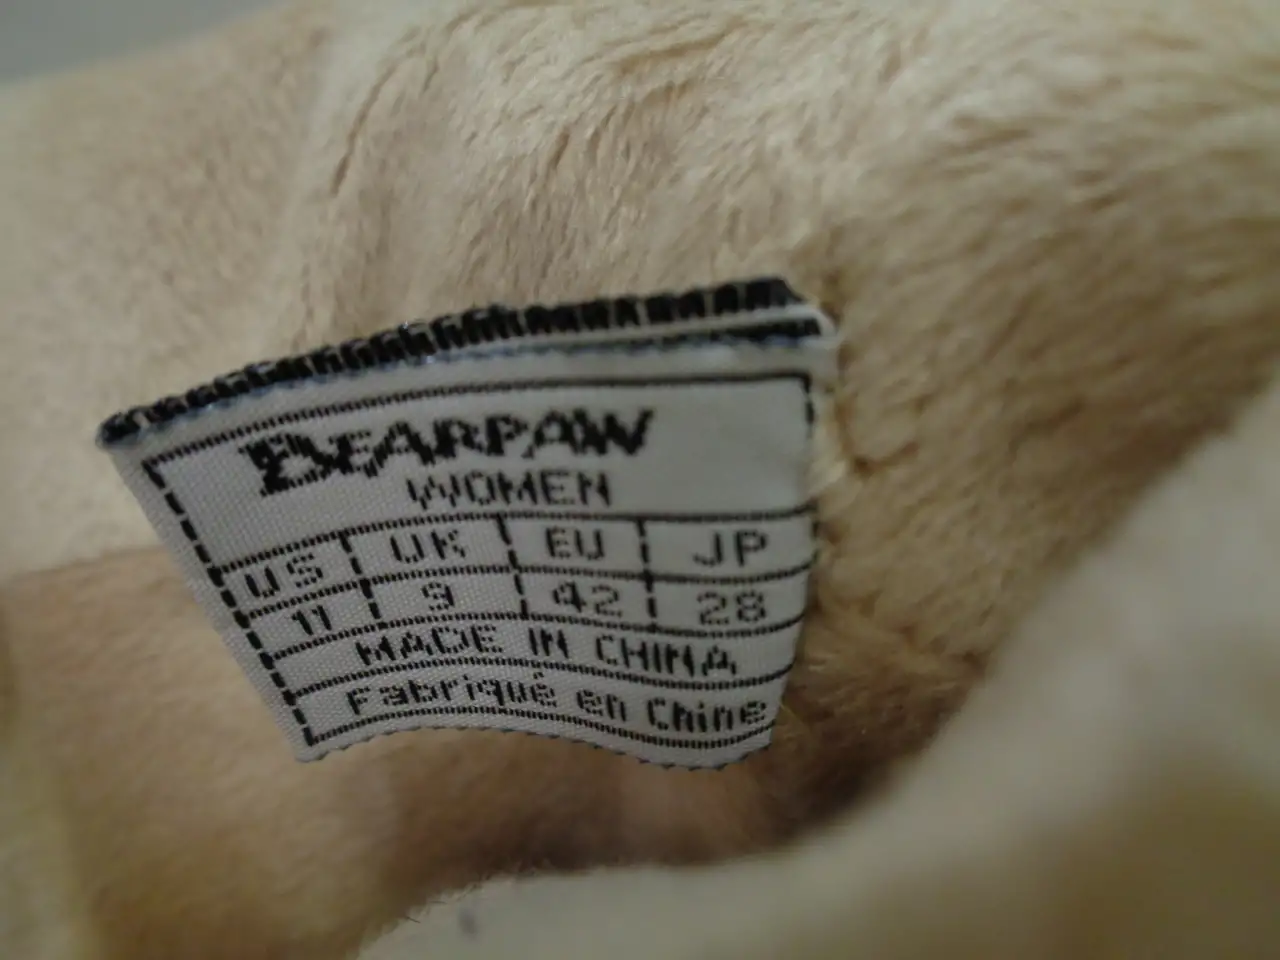 BEARPAW
WOMEN
US UK EU JP
11 9 42 28
MADE IN CHINA
Fabriqué en Chine